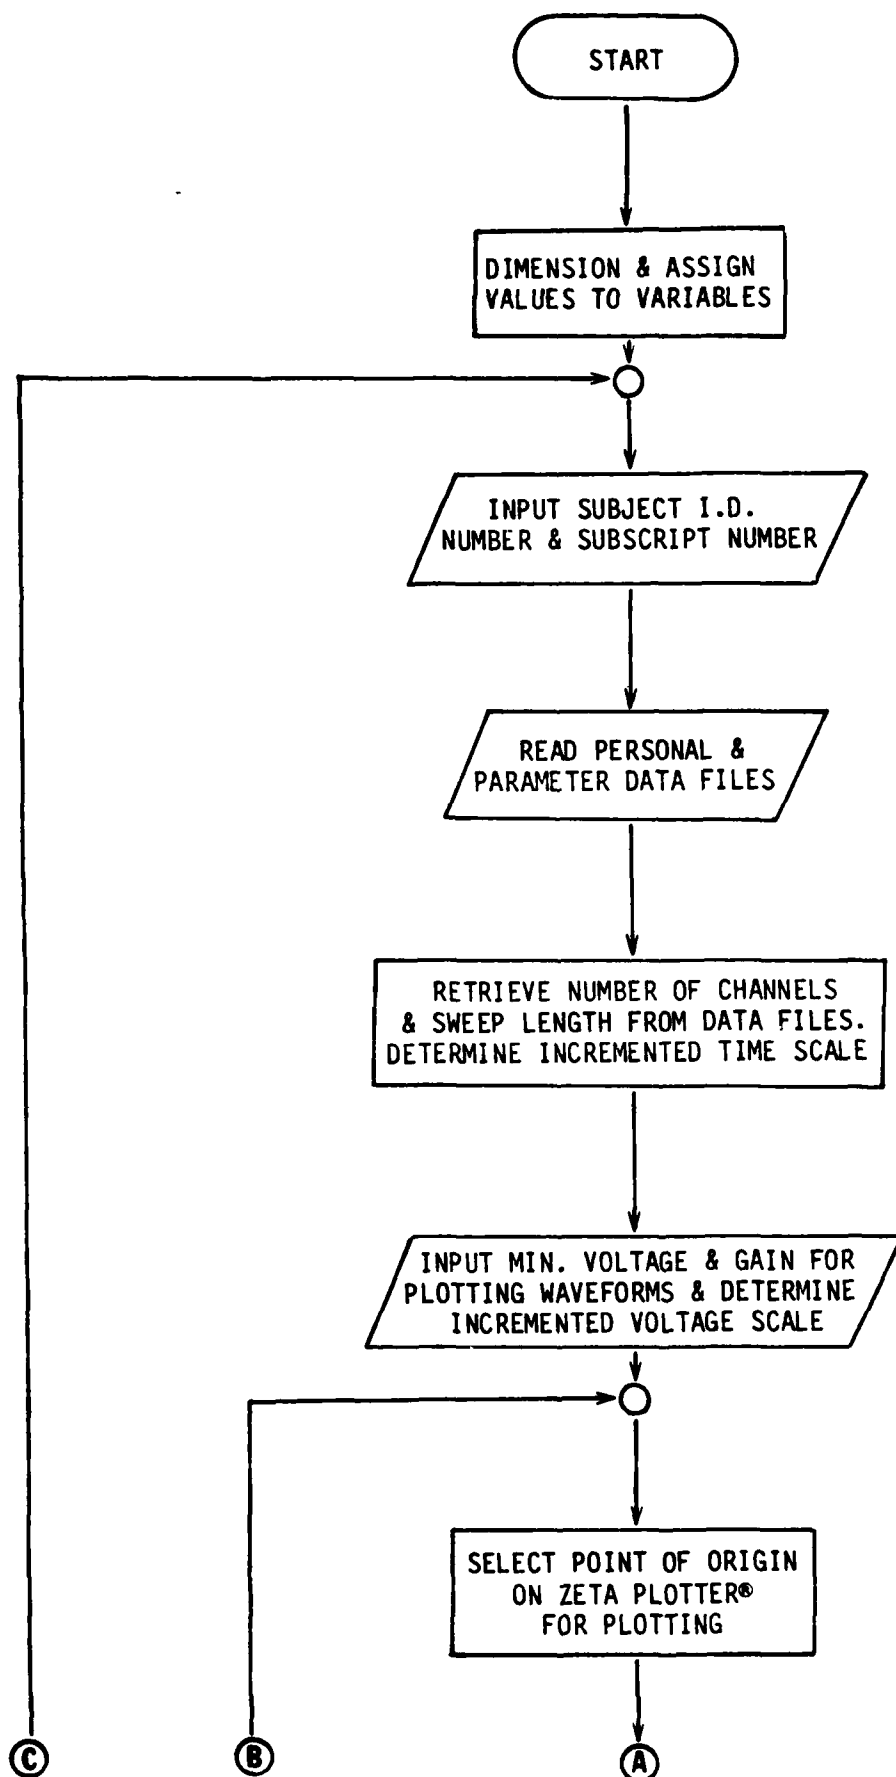 START
DIMENSION & ASSIGN
VALUES TO VARIABLES
INPUT SUBJECT I.D.
NUMBER & SUBSCRIPT NUMBER
READ PERSONAL &
PARAMETER DATA FILES
RETRIEVE NUMBER OF CHANNELS
& SWEEP LENGTH FROM DATA FILES.
DETERMINE INCREMENTED TIME SCALE
INPUT MIN. VOLTAGE & GAIN FOR
PLOTTING WAVEFORMS & DETERMINE
INCREMENTED VOLTAGE SCALE
SELECT POINT OF ORIGIN
ON ZETA PLOTTER®
FOR PLOTTING
C B A